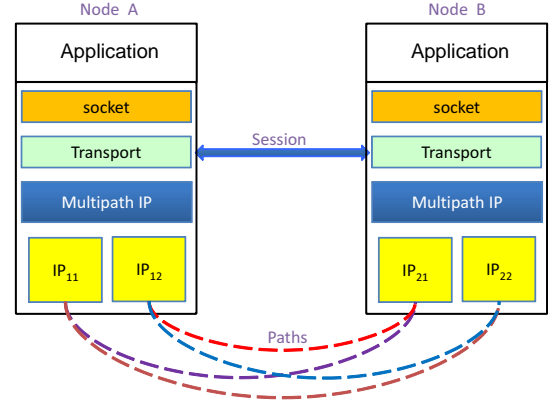 Node A
Node B
Application
Application
socket
socket
Session
Transport
Transport
Multipath IP
Multipath IP
IP₁₁
IP₁₂
IP₂₁
IP₂₂
Paths